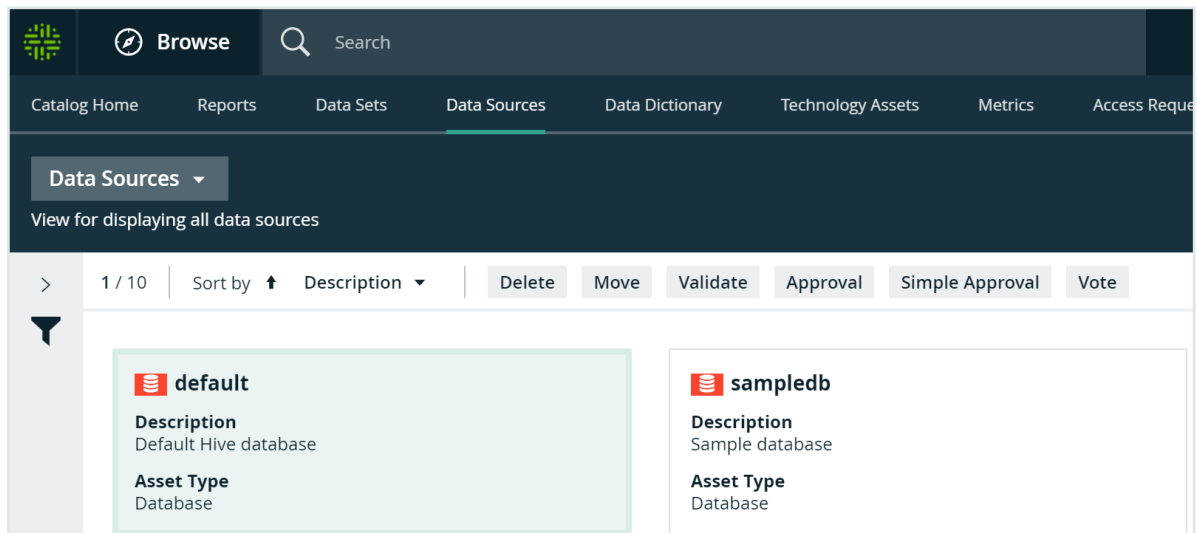 Browse Search
Catalog Home Reports Data Sets Data Sources Data Dictionary Technology Assets Metrics Access Reque
Data Sources
View for displaying all data sources
1 / 10 Sort by Description Delete Move Validate Approval Simple Approval Vote
default
Description
Default Hive database
Asset Type
Database
sampledb
Description
Sample database
Asset Type
Database